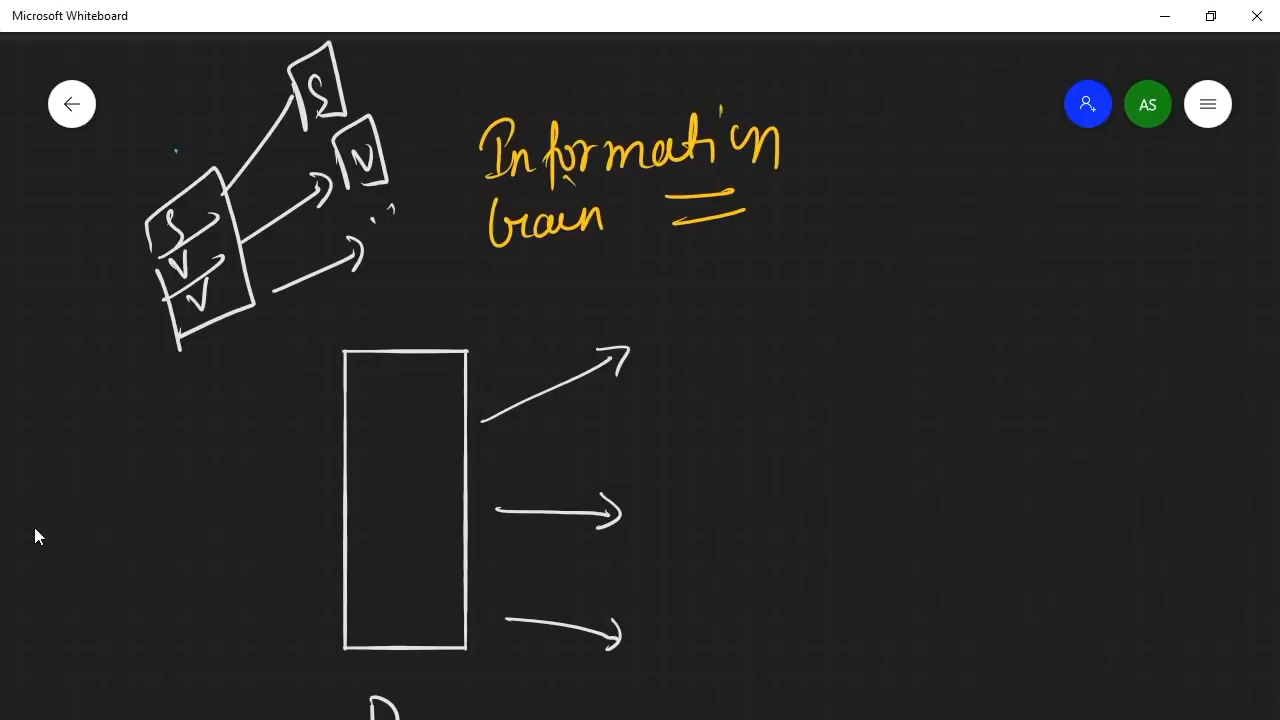 Microsoft Whiteboard
AS
S
V
S
V
V
Information
Gain
D